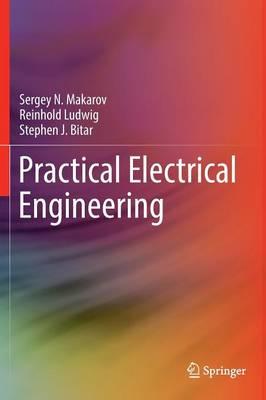 Sergey N. Makarov
Reinhold Ludwig
Stephen J. Bitar
Practical Electrical
Engineering
Springer